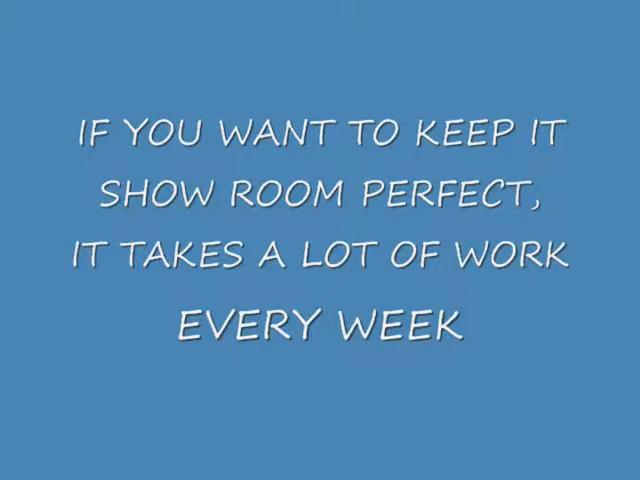 IF YOU WANT TO KEEP IT
SHOW ROOM PERFECT,
IT TAKES A LOT OF WORK
EVERY WEEK